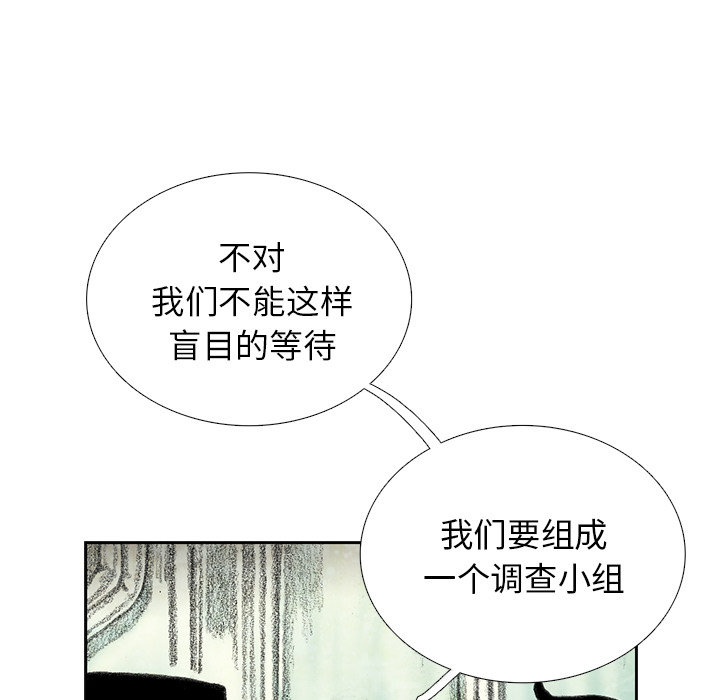 不对
我们不能这样
盲目的等待
我们要组成
一个调查小组